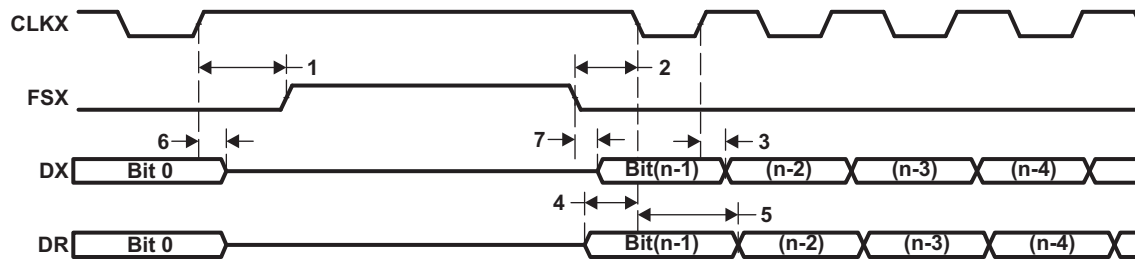 CLKX
1 2
FSX
6 7 3
DX Bit 0 Bit(n-1) (n-2) (n-3) (n-4)
4 5
DR Bit 0 Bit(n-1) (n-2) (n-3) (n-4)